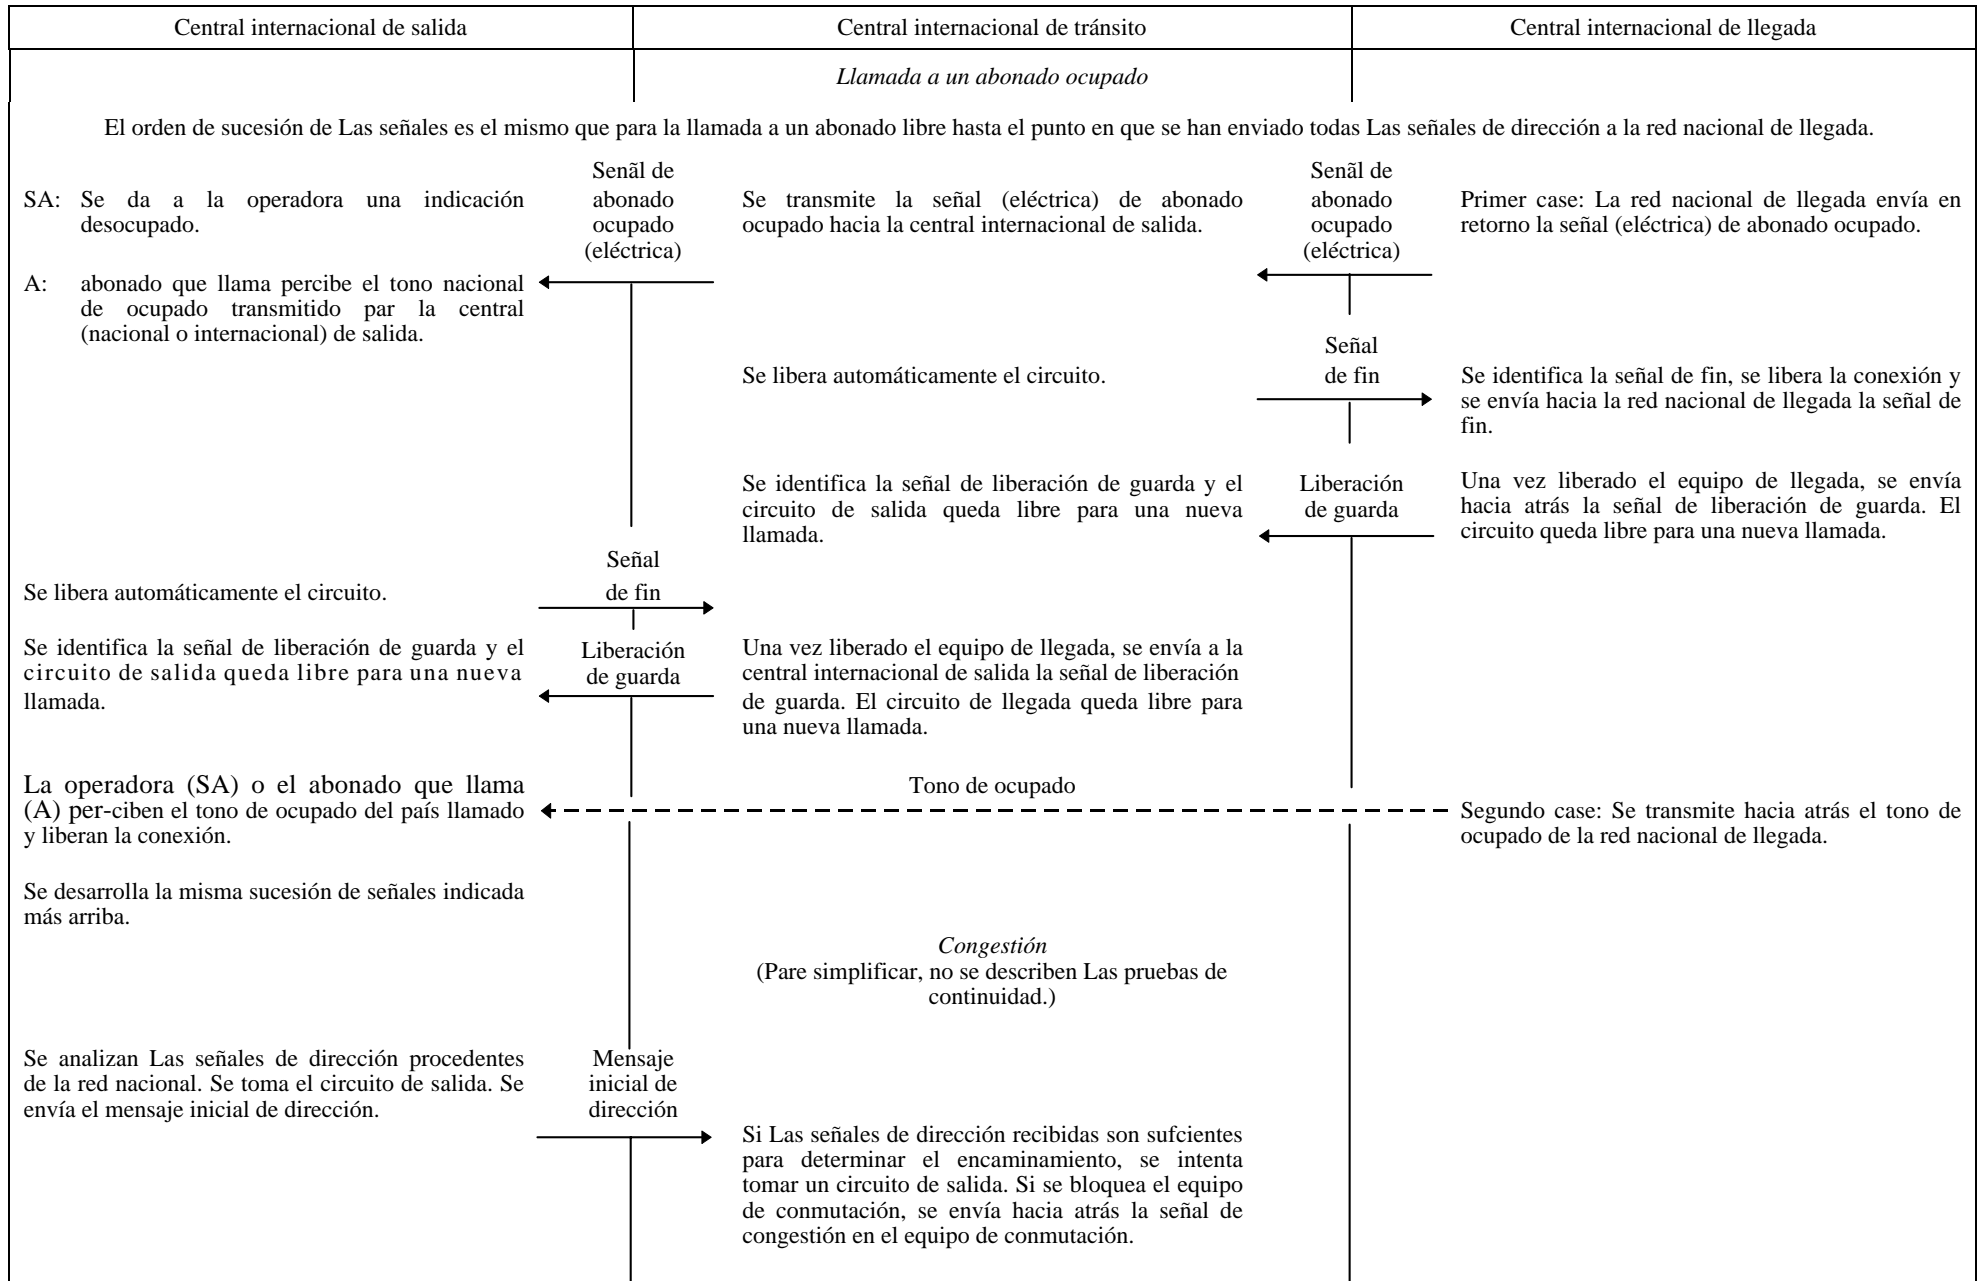 Central internacional de salida
Central internacional de tránsito
Central internacional de llegada
Llamada a un abonado ocupado
El orden de sucesión de Las señales es el mismo que para la llamada a un abonado libre hasta el punto en que se han enviado todas Las señales de dirección a la red nacional de llegada.
SA: Se da a la operadora una indicación
desocupado.
A: abonado que llama percibe el tono nacional
de ocupado transmitido par la central
(nacional o internacional) de salida.
Senãl de
abonado
ocupado
(eléctrica)
Se transmite la señal (eléctrica) de abonado
ocupado hacia la central internacional de salida.
Senãl de
abonado
ocupado
(eléctrica)
Primer case: La red nacional de llegada envía en
retorno la señal (eléctrica) de abonado ocupado.
Se libera automáticamente el circuito.
Señal
de fin
Se identifica la señal de fin, se libera la conexión y
se envía hacia la red nacional de llegada la señal de
fin.
Se identifica la señal de liberación de guarda y el
circuito de salida queda libre para una nueva
llamada.
Liberación
de guarda
Una vez liberado el equipo de llegada, se envía
hacia atrás la señal de liberación de guarda. El
circuito queda libre para una nueva llamada.
Se libera automáticamente el circuito.
Señal
de fin
Se identifica la señal de liberación de guarda y el
circuito de salida queda libre para una nueva
llamada.
Liberación
de guarda
Una vez liberado el equipo de llegada, se envía a la
central internacional de salida la señal de liberación
de guarda. El circuito de llegada queda libre para
una nueva llamada.
La operadora (SA) o el abonado que llama
(A) per-ciben el tono de ocupado del país llamado
y liberan la conexión.
Tono de ocupado
Segundo case: Se transmite hacia atrás el tono de
ocupado de la red nacional de llegada.
Se desarrolla la misma sucesión de señales indicada
más arriba.
Congestión
(Pare simplificar, no se describen Las pruebas de
continuidad.)
Se analizan Las señales de dirección procedentes
de la red nacional. Se toma el circuito de salida. Se
envía el mensaje inicial de dirección.
Mensaje
inicial de
dirección
Si Las señales de dirección recibidas son sufcientes
para determinar el encaminamiento, se intenta
tomar un circuito de salida. Si se bloquea el equipo
de conmutación, se envía hacia atrás la señal de
congestión en el equipo de conmutación.